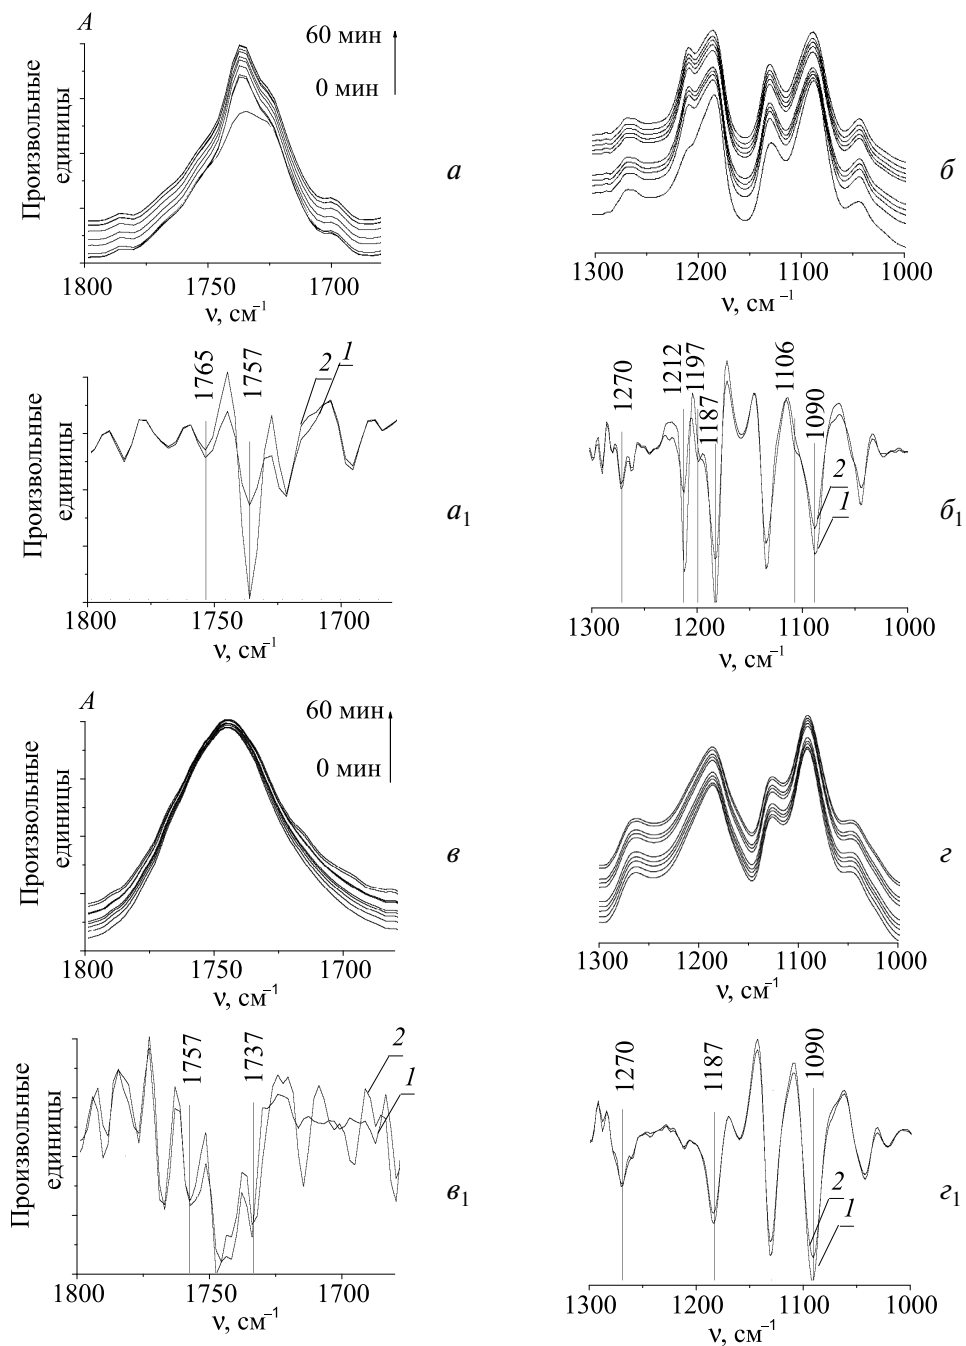 A
60 мин
0 мин
Произвольные
единицы
а
1800 1750 1700
ν, см⁻¹
б
1300 1200 1100 1000
ν, см⁻¹
1765 1757
2 1
Произвольные
единицы
а₁
1800 1750 1700
ν, см⁻¹
1270 1212 1197 1187 1106 1090
2
1
б₁
1300 1200 1100 1000
ν, см⁻¹
A
60 мин
0 мин
Произвольные
единицы
в
1800 1750 1700
ν, см⁻¹
г
1300 1200 1100 1000
ν, см⁻¹
1757 1737
2
1
Произвольные
единицы
в₁
1800 1750 1700
ν, см⁻¹
1270 1187 1090
2
1
г₁
1300 1200 1100 1000
ν, см⁻¹